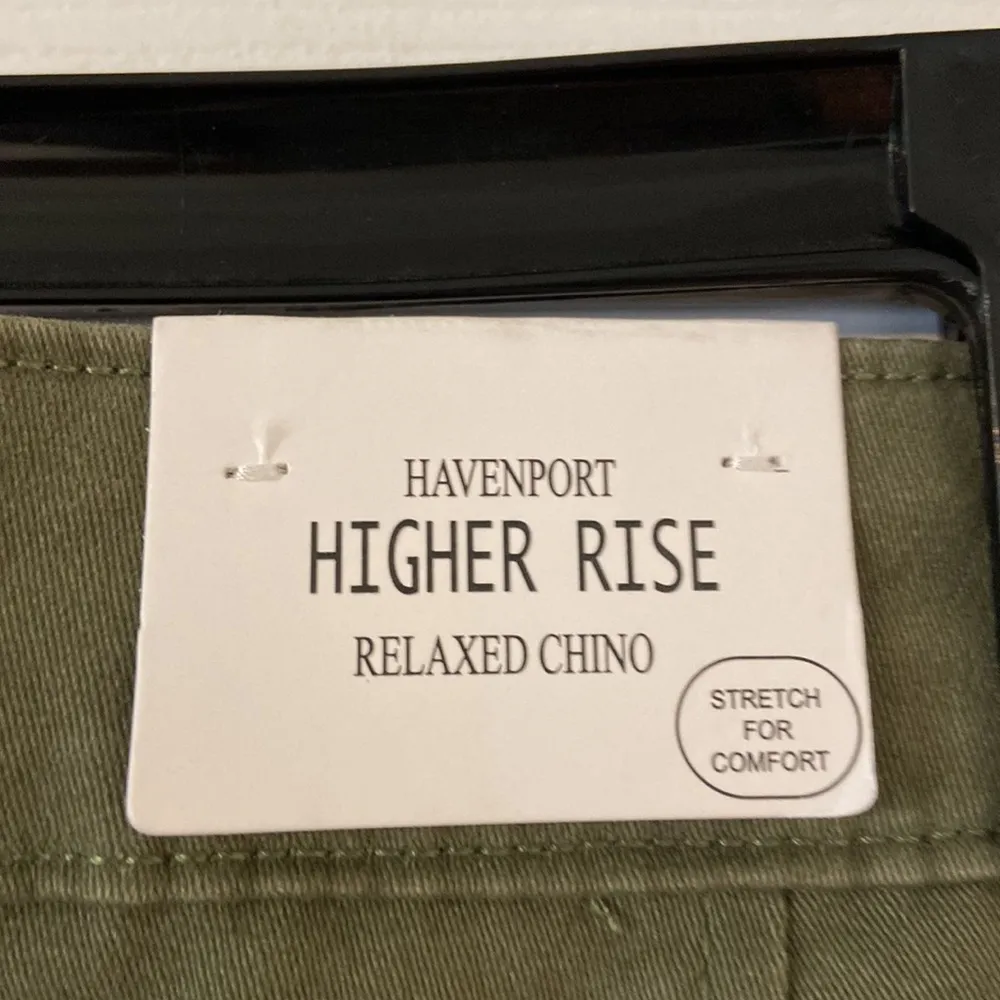 HAVENPORT
HIGHER RISE
RELAXED CHINO
STRETCH
FOR
COMFORT